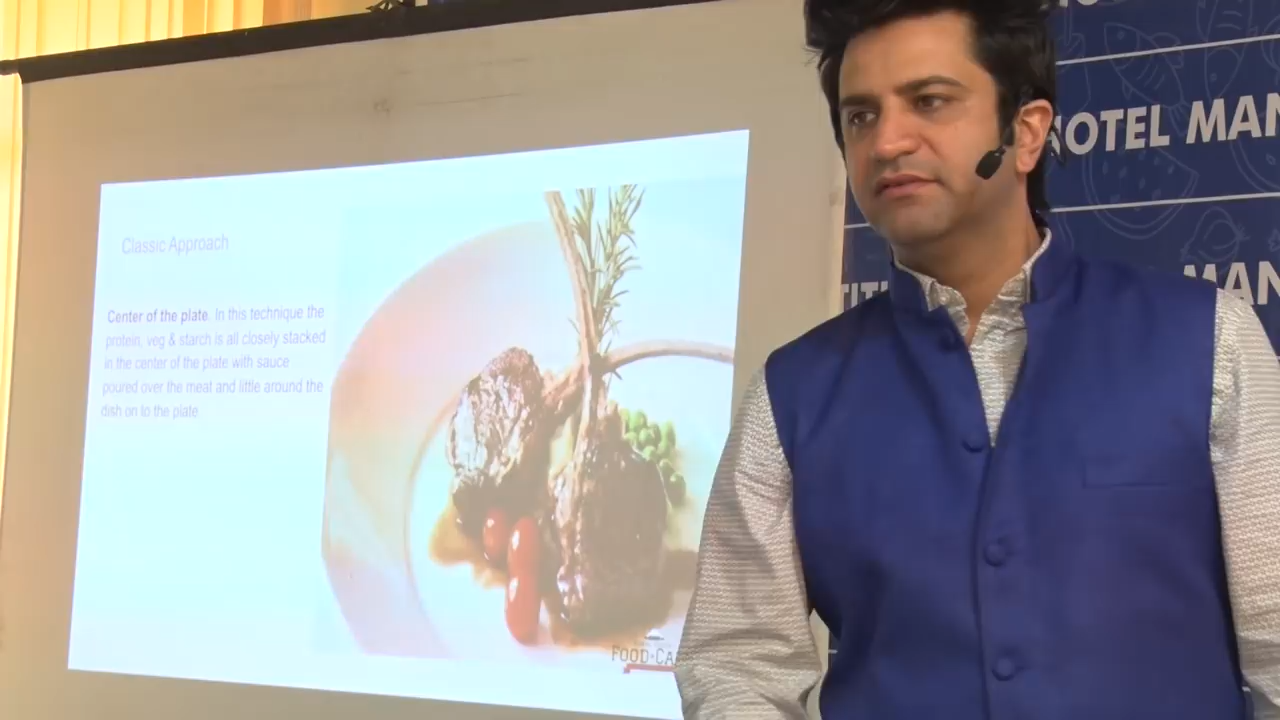 Classic Approach
Center of the plate. In this technique the
protein, veg & starch is all closely stacked
in the center of the plate with sauce
poured over the meat and little around the
dish on to the plate.
FOOD CA
HOTEL MAN
TIT MAN